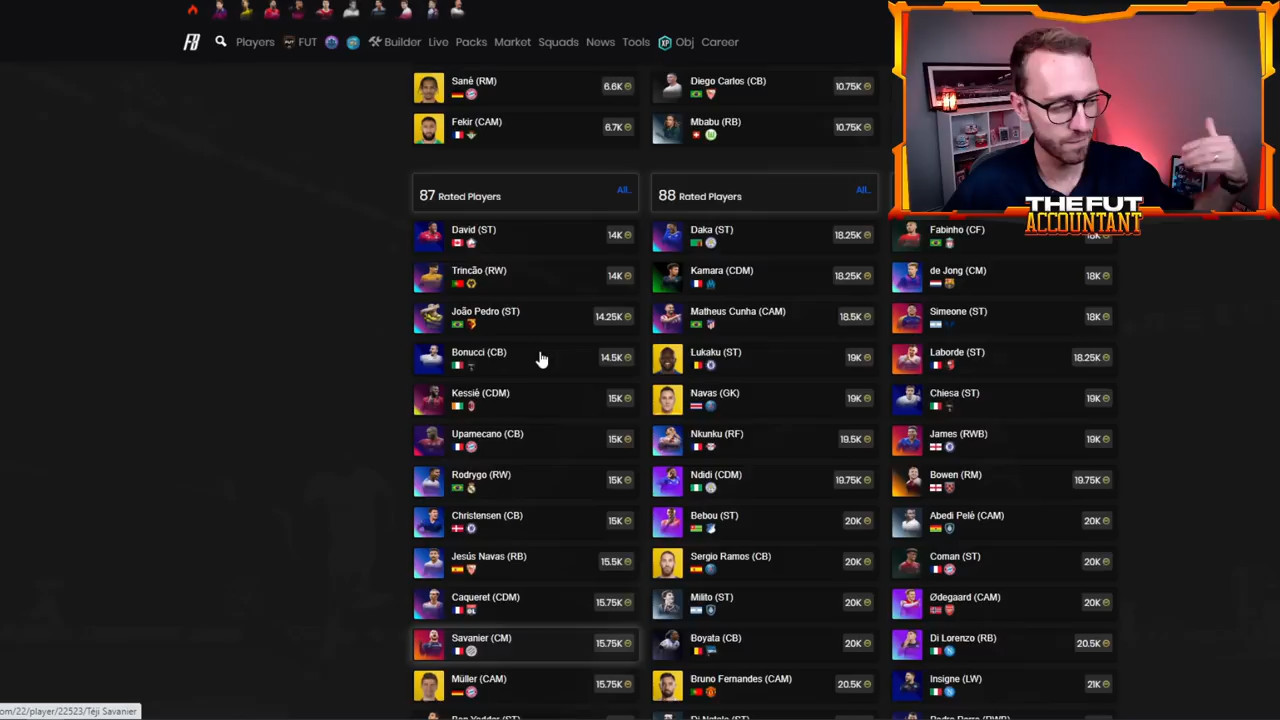 FB Players FUT Builder Live Packs Market Squads News Tools XP Obj Career
Sané (RM) 6.6K
Fekir (CAM) 6.7K
Diego Carlos (CB) 10.75K
Mbabu (RB) 10.75K
THE FUT
ACCOUNTANT
87 Rated Players All..
David (ST) 14K
Trincão (RW) 14K
João Pedro (ST) 14.25K
Bonucci (CB) 14.5K
Kessié (CDM) 15K
Upamecano (CB) 15K
Rodrygo (RW) 15K
Christensen (CB) 15K
Jesús Navas (RB) 15.5K
Caqueret (CDM) 15.75K
Savanier (CM) 15.75K
Müller (CAM) 15.75K
88 Rated Players All..
Daka (ST) 18.25K
Kamara (CDM) 18.25K
Matheus Cunha (CAM) 18.5K
Lukaku (ST) 19K
Navas (GK) 19K
Nkunku (RF) 19.5K
Ndidi (CDM) 19.75K
Bebou (ST) 20K
Sergio Ramos (CB) 20K
Milito (ST) 20K
Boyata (CB) 20K
Bruno Fernandes (CAM) 20.5K
Fabinho (CF)
de Jong (CM) 18K
Simeone (ST) 18K
Laborde (ST) 18.25K
Chiesa (ST) 19K
James (RWB) 19K
Bowen (RM) 19.75K
Abedi Pelé (CAM) 20K
Coman (ST) 20K
Ødegaard (CAM) 20K
Di Lorenzo (RB) 20.5K
Insigne (LW) 21K
om/22/player/22523/Téji Savanier